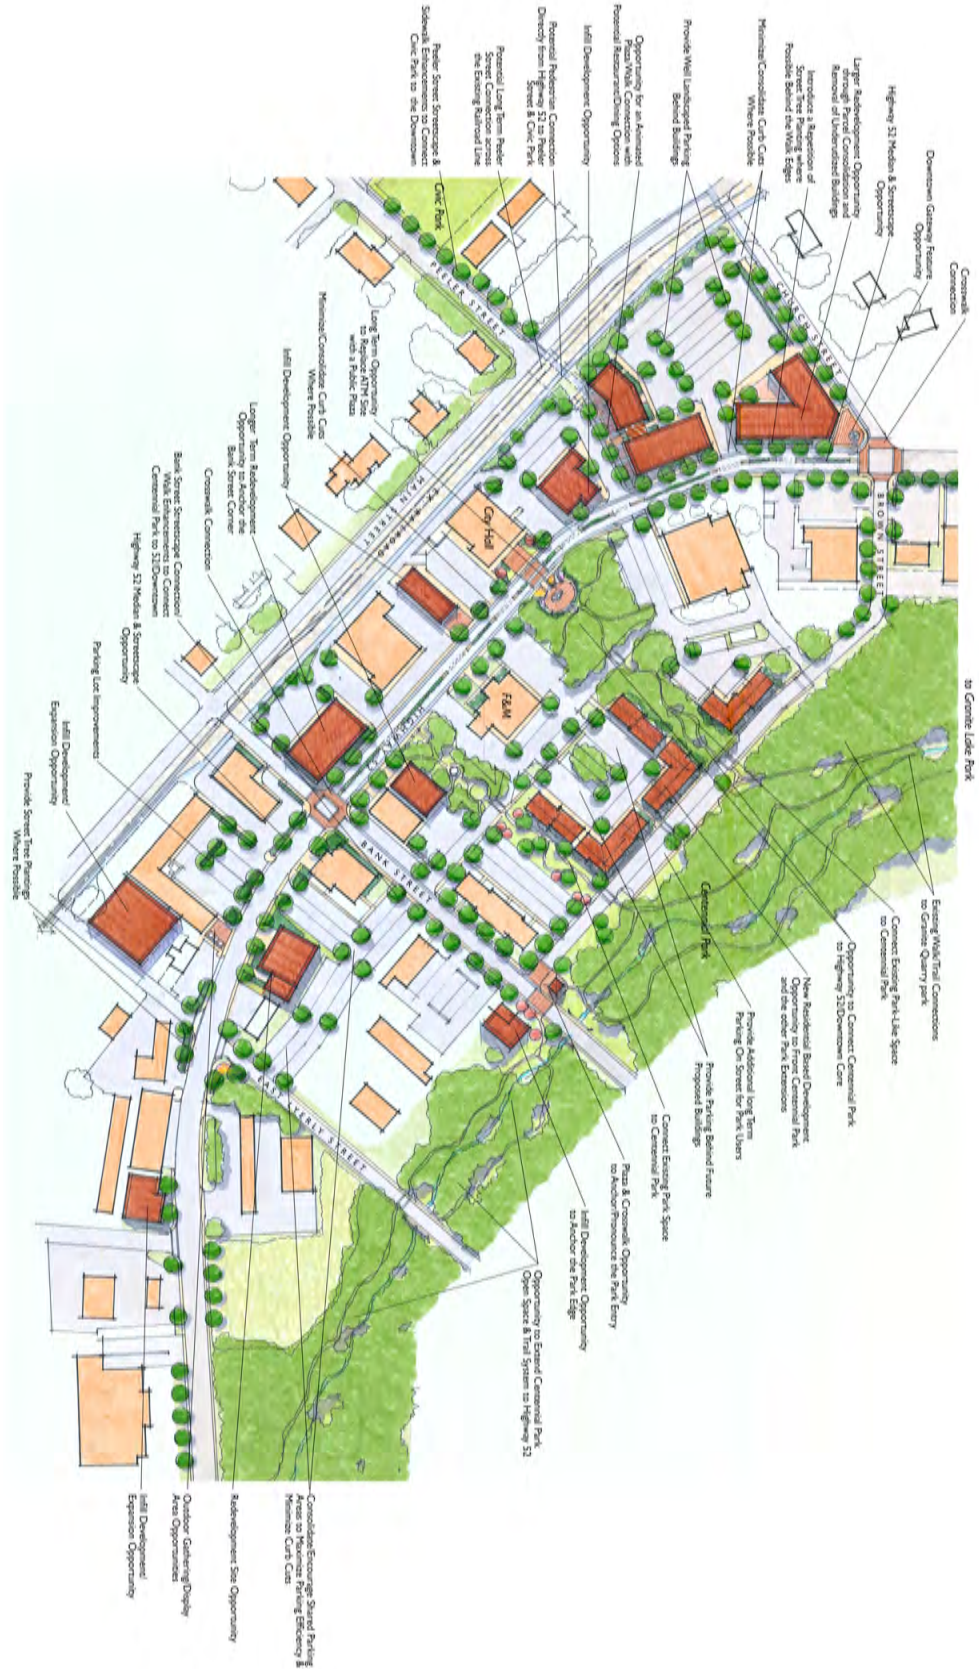 Crosswalk
Connection
Downtown Gateway Feature
Opportunity
Highway 52 Median & Streetscape
Opportunity
Larger Redevelopment Opportunity
through Parcel Consolidation and
Removal of Underutilized Buildings
Introduce a Repetition of
Street Tree Planting where
Possible Behind the Walk Edges
Minimize/Consolidate Curb Cuts
Where Possible
Provide Well Landscaped Parking
Behind Buildings
Opportunity for an Animated
Plaza/Walk Connection with
Potential Restaurant/Dining Options
Infill Development Opportunity
Potential Pedestrian Connection
Directly from Highway 52 to Peeler
Street & Civic Park
Potential Long Term Peeler
Street Connection across
the Existing Railroad Line
Peeler Street Streetscape &
Sidewalk Enhancements to Connect
Civic Park to the Downtown
to Granite Lake Park
Existing Walk/Trail Connections
to Granite Quarry park
Connect Existing Park-Like Space
to Centennial Park
Opportunity to Connect Centennial Park
to Highway 52/Downtown Core
New Residential Based Development
Opportunity to Front Centennial Park
and the other Park Extensions
Provide Additional long Term
Parking On Street for Park Users
Provide Parking Behind Future
Proposed Buildings
Connect Existing Park Space
to Centennial Park
Plaza & Crosswalk Opportunity
to Anchor/Pronounce the Park Entry
Infill Development Opportunity
to Anchor the Park Edge
Opportunity to Extend Centennial Park
Open Space & Trail System to Highway 52
CHURCH STREET
BROWN STREET
Civic Park
PEELER STREET
City Hall
F&M
Centennial Park
MAIN STREET
RAILROAD
BANK STREET
STREET
Long Term Opportunity
to Replace ATM Site
with a Public Plaza
Minimize/Consolidate Curb Cuts
Where Possible
Infill Development Opportunity
Longer Term Redevelopment
Opportunity to Anchor the
Bank Street Corner
Crosswalk Connection
Bank Street Streetscape Connection/
Walk Enhancements to Connect
Centennial Park to 52/Downtown
Highway 52 Median & Streetscape
Opportunity
Parking Lot Improvements
Infill Development/
Expansion Opportunity
Provide Street Tree Plantings
Where Possible
Consolidate/Encourage Shared Parking
Areas to Maximize Parking Efficiency &
Minimize Curb Cuts
Redevelopment Site Opportunity
Outdoor Gathering/Display
Area Opportunities
Infill Development/
Expansion Opportunity